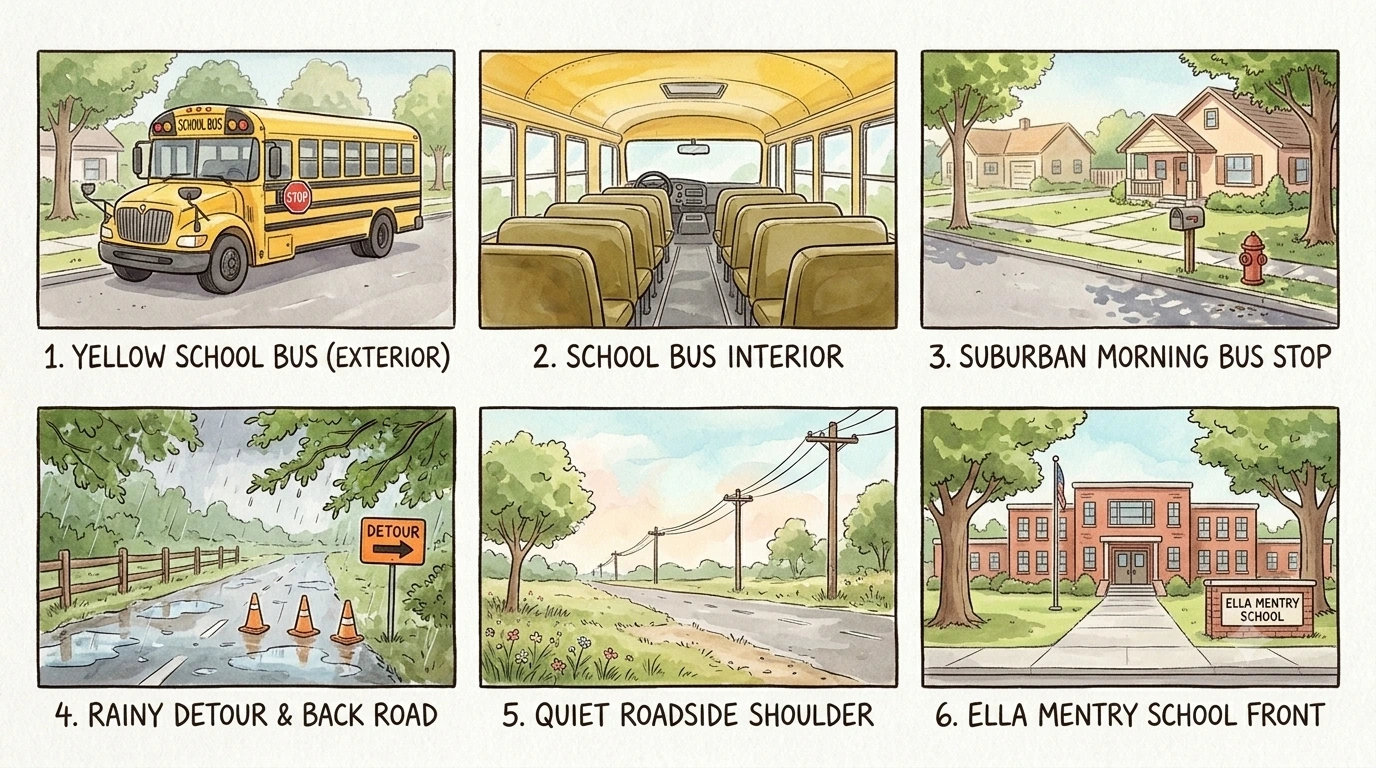 SCHOOL BUS
STOP
1. YELLOW SCHOOL BUS (EXTERIOR)
2. SCHOOL BUS INTERIOR
3. SUBURBAN MORNING BUS STOP
DETOUR
4. RAINY DETOUR & BACK ROAD
5. QUIET ROADSIDE SHOULDER
ELLA MENTRY
SCHOOL
6. ELLA MENTRY SCHOOL FRONT